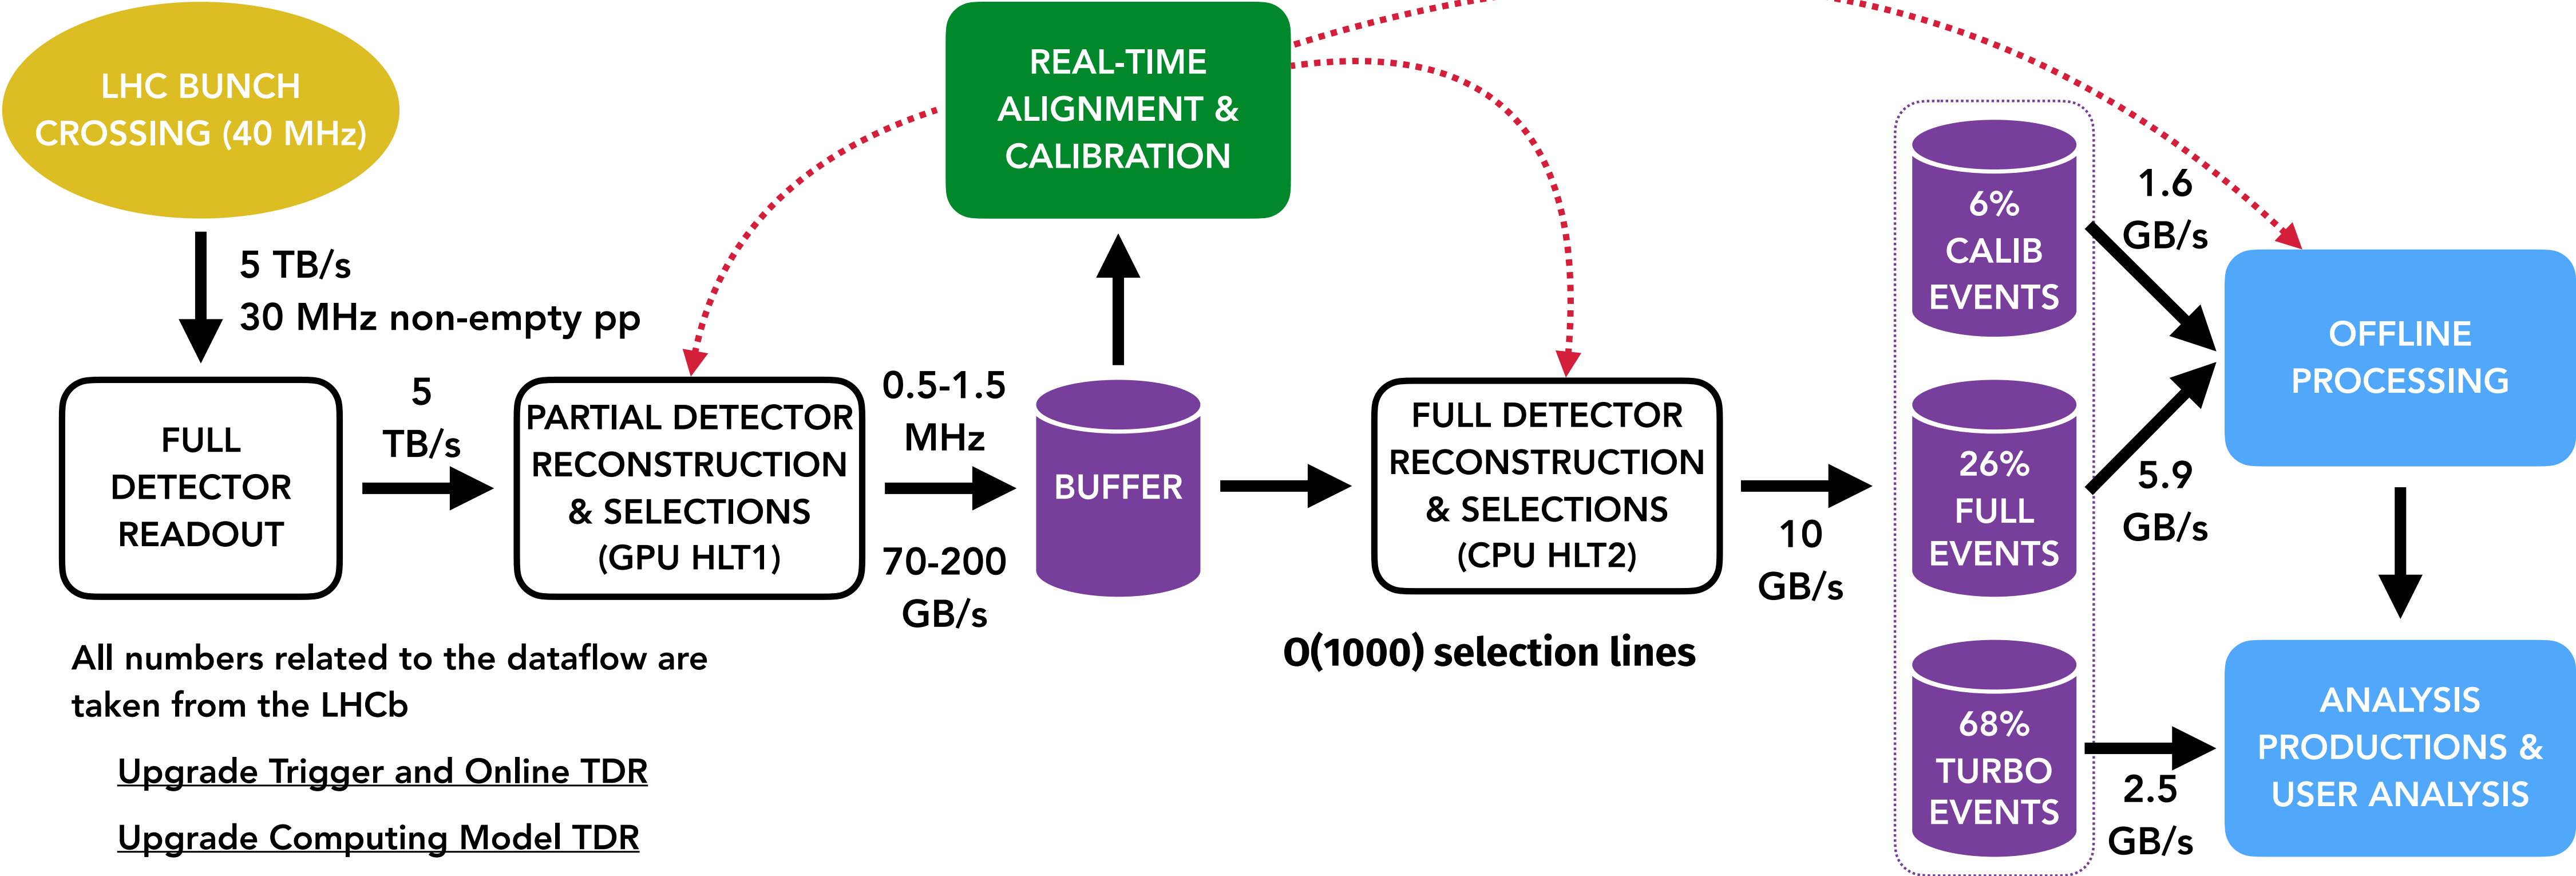 LHC BUNCH
CROSSING (40 MHz)
5 TB/s
30 MHz non-empty pp
FULL
DETECTOR
READOUT
5
TB/s
PARTIAL DETECTOR
RECONSTRUCTION
& SELECTIONS
(GPU HLT1)
0.5-1.5
MHz
70-200
GB/s
REAL-TIME
ALIGNMENT &
CALIBRATION
BUFFER
FULL DETECTOR
RECONSTRUCTION
& SELECTIONS
(CPU HLT2)
O(1000) selection lines
10
GB/s
6%
CALIB
EVENTS
1.6
GB/s
26%
FULL
EVENTS
5.9
GB/s
68%
TURBO
EVENTS
2.5
GB/s
OFFLINE
PROCESSING
ANALYSIS
PRODUCTIONS &
USER ANALYSIS
All numbers related to the dataflow are
taken from the LHCb
Upgrade Trigger and Online TDR
Upgrade Computing Model TDR